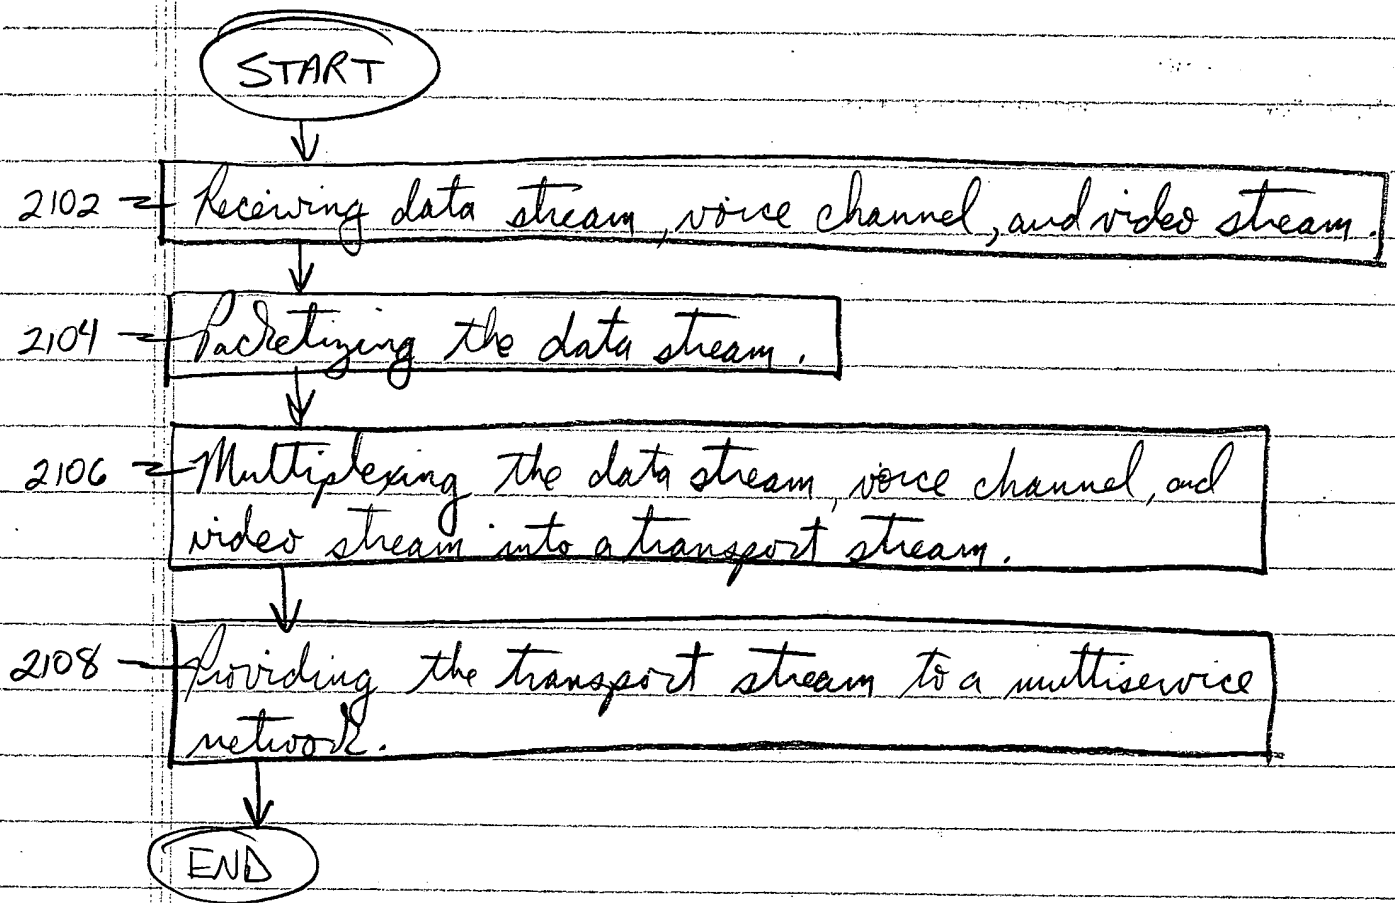 START
2102 Receiving data stream, voice channel, and video stream.
2104 Packetizing the data stream.
2106 Multiplexing the data stream, voice channel, and
video stream into a transport stream.
2108 Providing the transport stream to a multiservice
network.
END